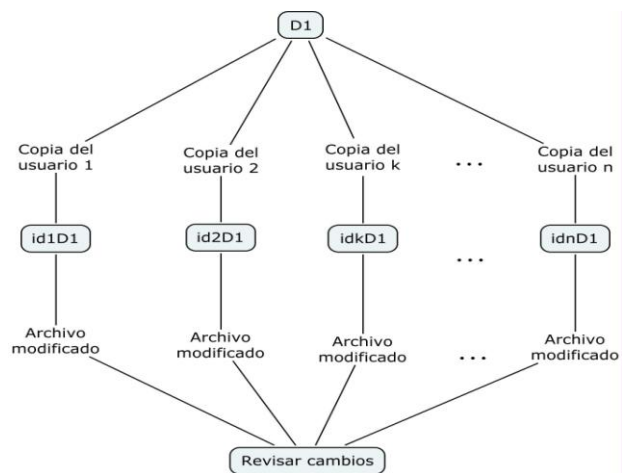 D1
Copia del
usuario 1
Copia del
usuario 2
Copia del
usuario k
...
Copia del
usuario n
id1D1
id2D1
idkD1
...
idnD1
Archivo
modificado
Archivo
modificado
Archivo
modificado
...
Archivo
modificado
Revisar cambios